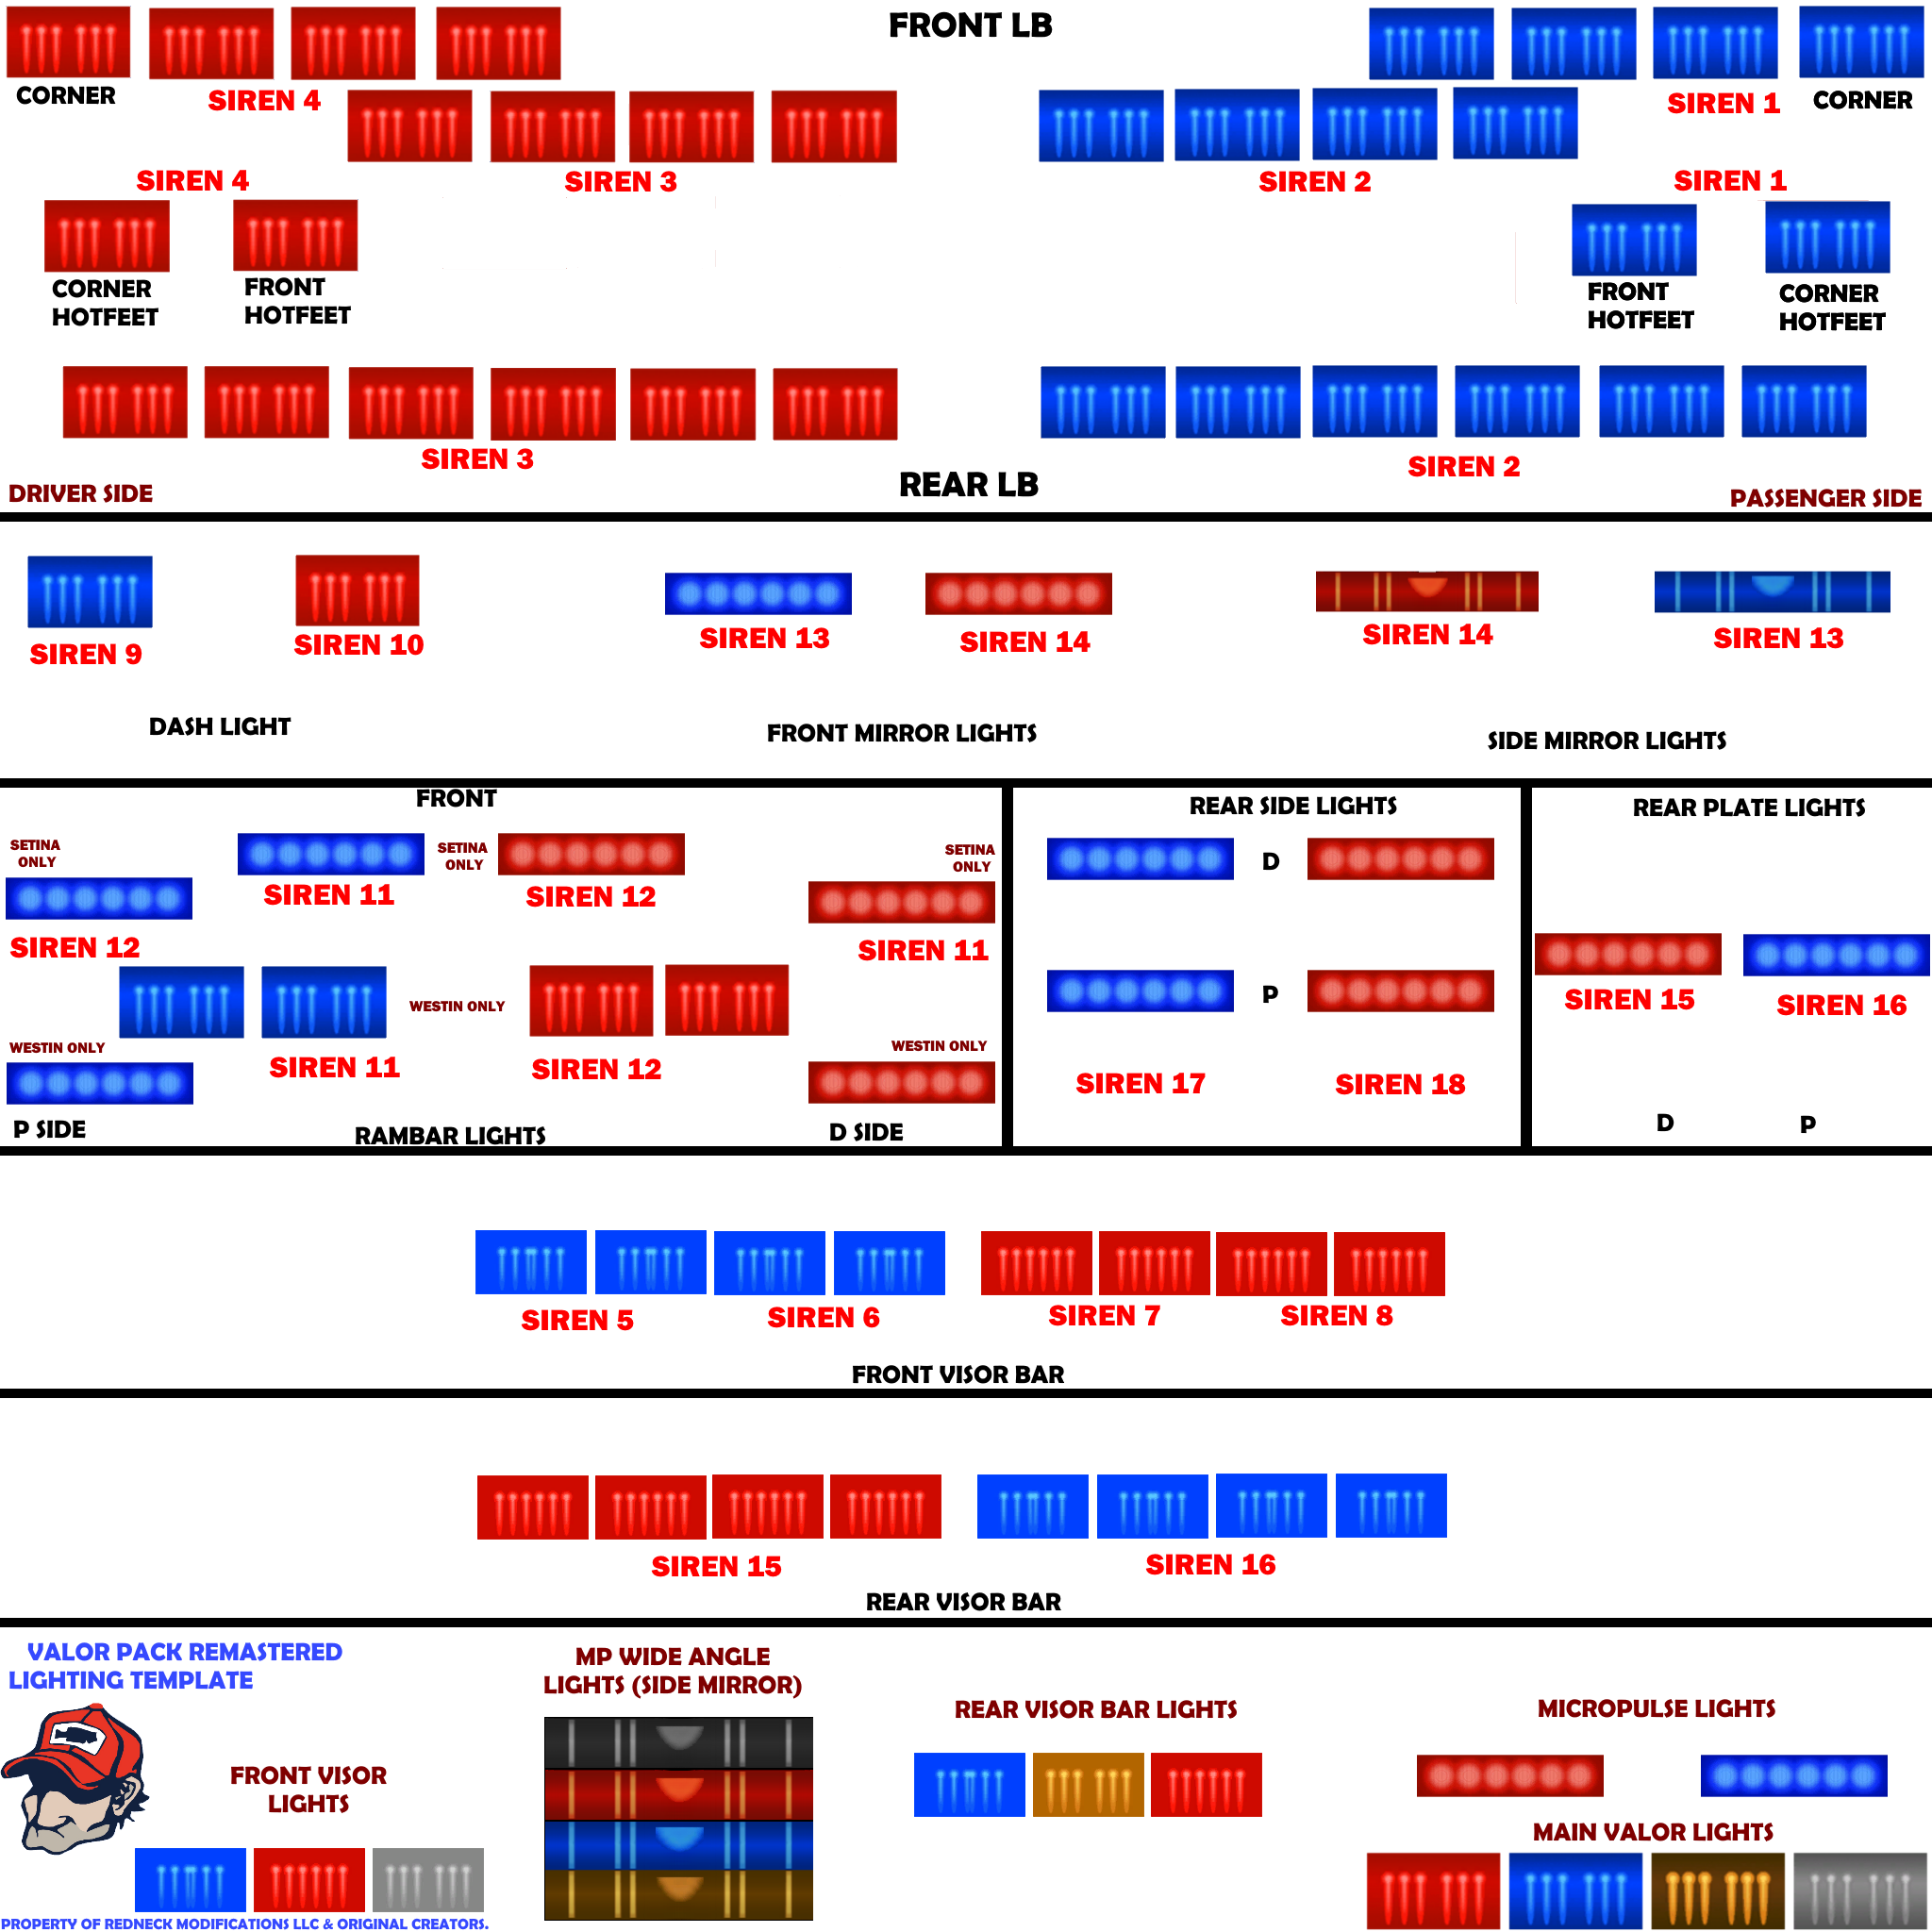 FRONT LB
CORNER
SIREN 4
SIREN 1
CORNER
SIREN 4
SIREN 3
SIREN 2
SIREN 1
CORNER
HOTFEET
FRONT
HOTFEET
FRONT
HOTFEET
CORNER
HOTFEET
SIREN 3
SIREN 2
DRIVER SIDE
REAR LB
PASSENGER SIDE
SIREN 9
SIREN 10
SIREN 13
SIREN 14
SIREN 14
SIREN 13
DASH LIGHT
FRONT MIRROR LIGHTS
SIDE MIRROR LIGHTS
FRONT
SETINA
ONLY
SETINA
ONLY
SETINA
ONLY
SIREN 11
SIREN 12
SIREN 12
SIREN 11
WESTIN ONLY
WESTIN ONLY
SIREN 11
SIREN 12
WESTIN ONLY
P SIDE
RAMBAR LIGHTS
D SIDE
REAR SIDE LIGHTS
D
P
SIREN 17
SIREN 18
REAR PLATE LIGHTS
SIREN 15
SIREN 16
D
P
SIREN 5
SIREN 6
SIREN 7
SIREN 8
FRONT VISOR BAR
SIREN 15
SIREN 16
REAR VISOR BAR
VALOR PACK REMASTERED
LIGHTING TEMPLATE
FRONT VISOR
LIGHTS
PROPERTY OF REDNECK MODIFICATIONS LLC & ORIGINAL CREATORS.
MP WIDE ANGLE
LIGHTS (SIDE MIRROR)
REAR VISOR BAR LIGHTS
MICROPULSE LIGHTS
MAIN VALOR LIGHTS